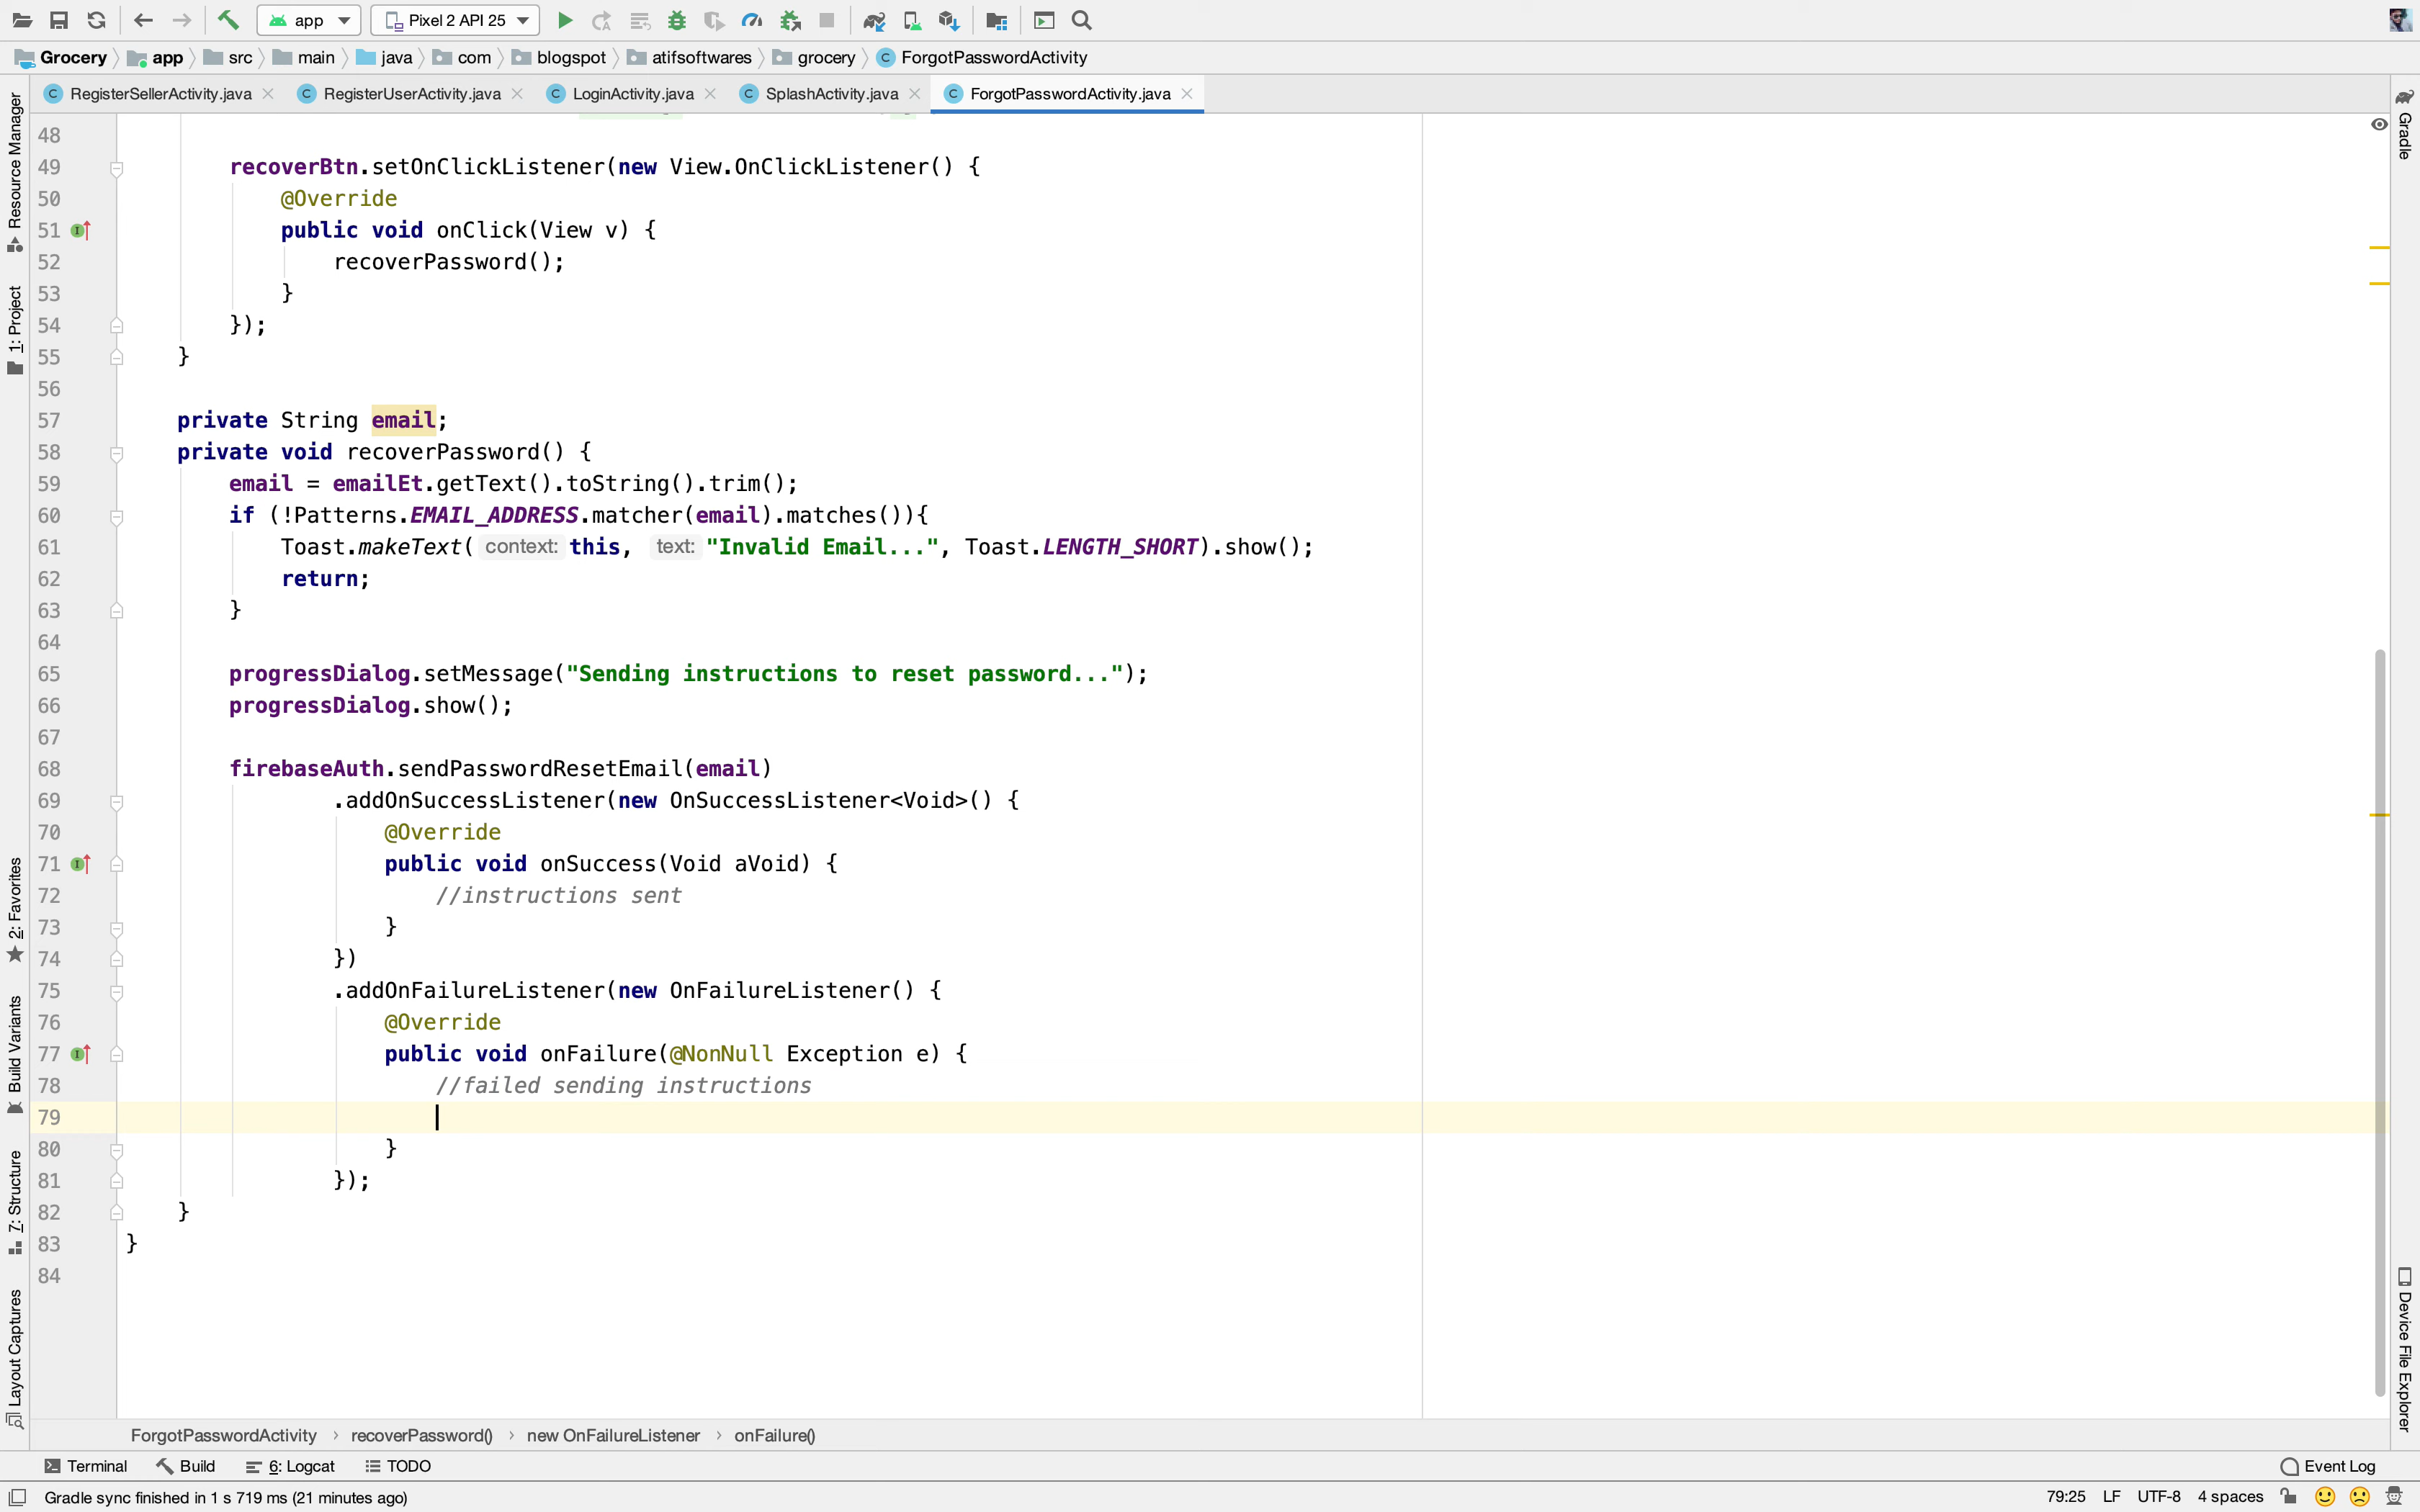 app
Pixel 2 API 25
Grocery
app
src
main
java
com
blogspot
atifsoftwares
grocery
ForgotPasswordActivity
RegisterSellerActivity.java
RegisterUserActivity.java
LoginActivity.java
SplashActivity.java
ForgotPasswordActivity.java
Resource Manager
1: Project
2: Favorites
Build Variants
7: Structure
Layout Captures
Gradle
Device File Explorer
48
49 recoverBtn.setOnClickListener(new View.OnClickListener() {
50 @Override
51 public void onClick(View v) {
52 recoverPassword();
53 }
54 });
55 }
56
57 private String email;
58 private void recoverPassword() {
59 email = emailEt.getText().toString().trim();
60 if (!Patterns.EMAIL_ADDRESS.matcher(email).matches()){
61 Toast.makeText( context: this, text: "Invalid Email...", Toast.LENGTH_SHORT).show();
62 return;
63 }
64
65 progressDialog.setMessage("Sending instructions to reset password...");
66 progressDialog.show();
67
68 firebaseAuth.sendPasswordResetEmail(email)
69 .addOnSuccessListener(new OnSuccessListener<Void>() {
70 @Override
71 public void onSuccess(Void aVoid) {
72 //instructions sent
73 }
74 })
75 .addOnFailureListener(new OnFailureListener() {
76 @Override
77 public void onFailure(@NonNull Exception e) {
78 //failed sending instructions
79
80 }
81 });
82 }
83 }
84
ForgotPasswordActivity › recoverPassword() › new OnFailureListener › onFailure()
Terminal
Build
6: Logcat
TODO
Event Log
Gradle sync finished in 1 s 719 ms (21 minutes ago)
79:25
LF
UTF-8
4 spaces